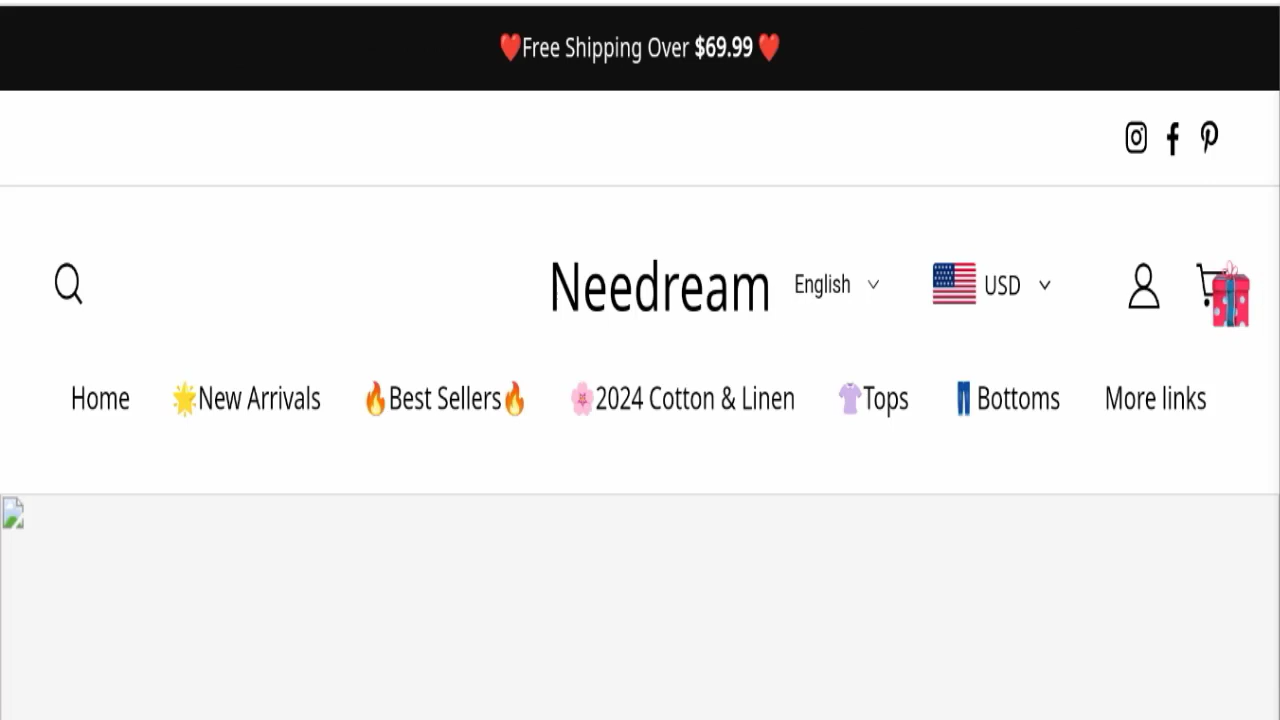 ❤️Free Shipping Over $69.99 ❤️
Needream English USD
Home 🌟New Arrivals 🔥Best Sellers🔥 🌸2024 Cotton & Linen 👚Tops 👖Bottoms More links